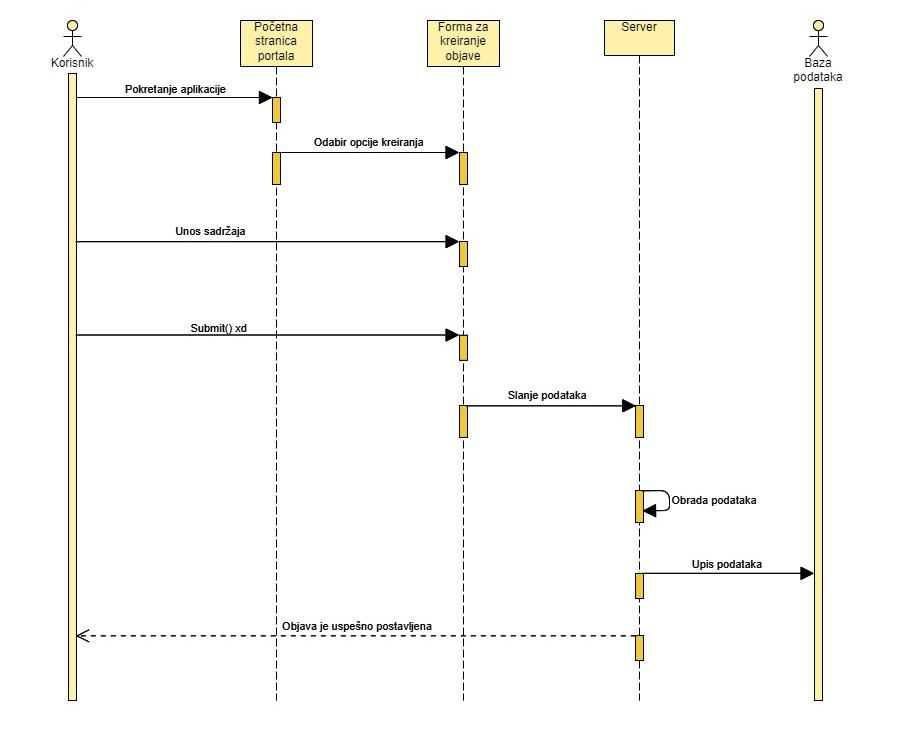 Korisnik
Početna
stranica
portala
Forma za
kreiranje
objave
Server
Baza
podataka
Pokretanje aplikacije
Odabir opcije kreiranja
Unos sadržaja
Submit() xd
Slanje podataka
Obrada podataka
Upis podataka
Objava je uspešno postavljena